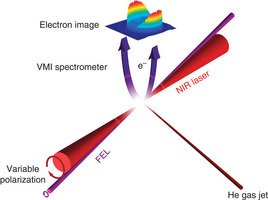 Electron image
VMI spectrometer
e⁻
NIR laser
Variable
polarization
FEL
He gas jet